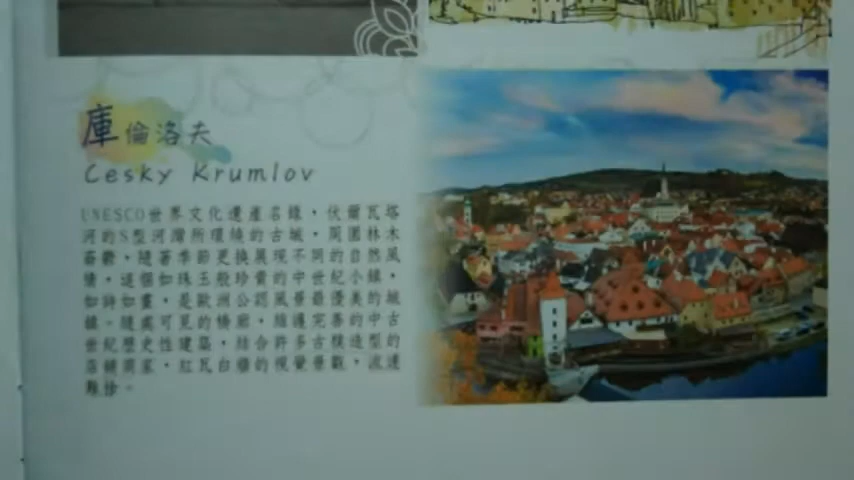 庫倫洛夫
Cesky Krumlov
UNESCO世界文化遺產名錄，伏爾瓦塔
河的S型河灣所環繞的古城，周圍林木
蓊鬱，隨著季節更換展現不同的自然風
情，這個如珠玉般珍貴的中世紀小鎮，
如詩如畫，是歐洲公認風景最優美的城
鎮。隨處可見的橋廊，維護完善的中古
世紀歷史性建築，結合許多古樸造型的
店鋪商家，紅瓦白牆的視覺景觀，流連
難捨。